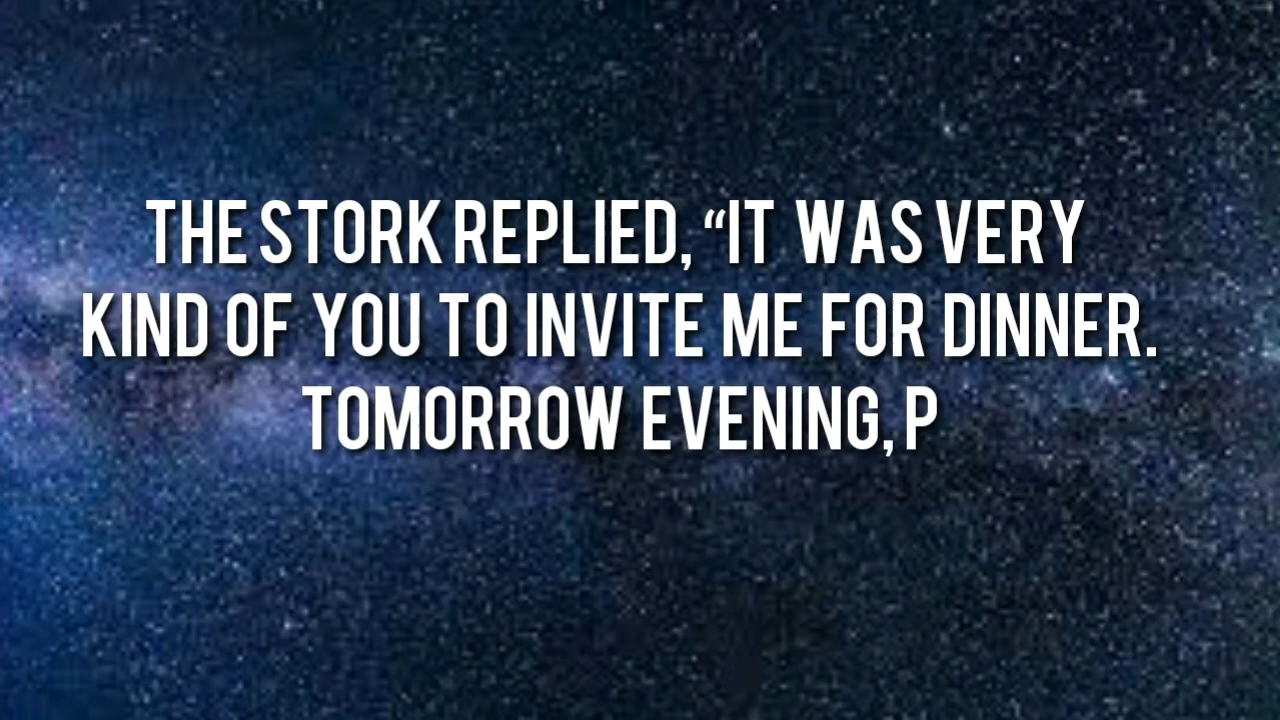 THE STORK REPLIED, “IT WAS VERY
KIND OF YOU TO INVITE ME FOR DINNER.
TOMORROW EVENING, P